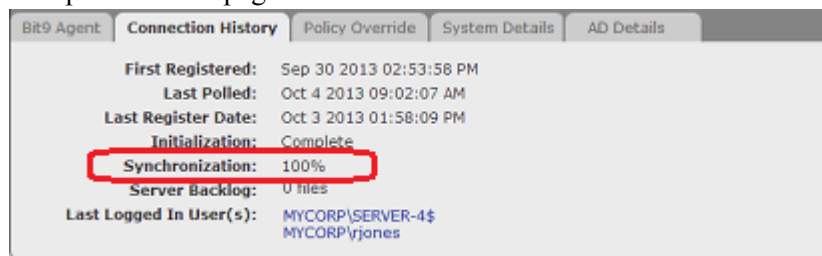 Bit9 Agent Connection History Policy Override System Details AD Details
First Registered: Sep 30 2013 02:53:58 PM
Last Polled: Oct 4 2013 09:02:07 AM
Last Register Date: Oct 3 2013 01:58:09 PM
Initialization: Complete
Synchronization: 100%
Server Backlog: 0 files
Last Logged In User(s): MYCORP\SERVER-4$
MYCORP\rjones